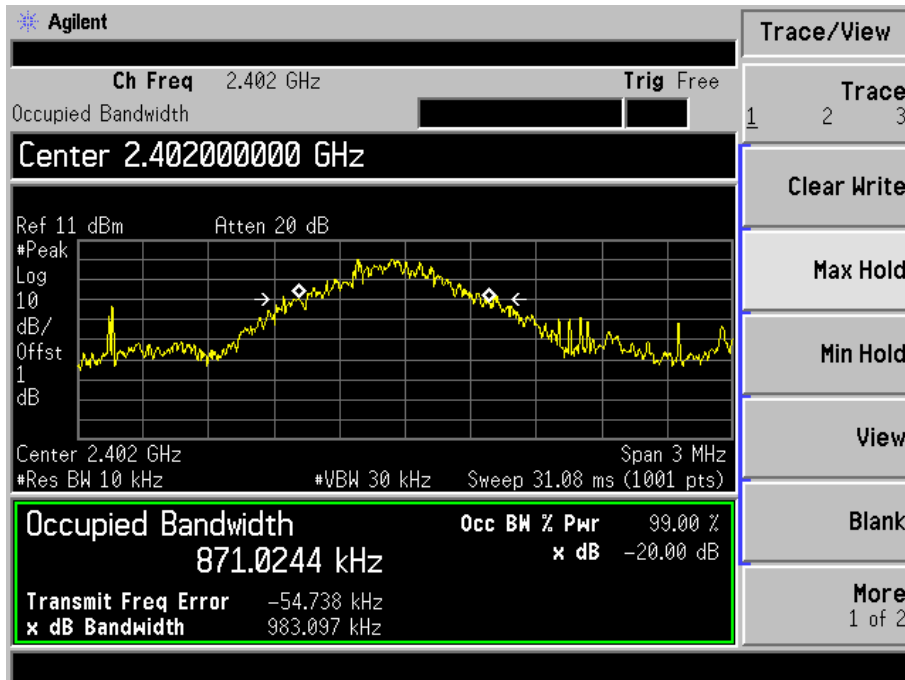 Agilent
Trace/View
Ch Freq 2.402 GHz Trig Free
Occupied Bandwidth
Center 2.402000000 GHz
Ref 11 dBm Atten 20 dB
#Peak
Log
10
dB/
Offst
1
dB
Center 2.402 GHz Span 3 MHz
#Res BW 10 kHz #VBW 30 kHz Sweep 31.08 ms (1001 pts)
Occupied Bandwidth
871.0244 kHz
Occ BW % Pwr 99.00 %
x dB -20.00 dB
Transmit Freq Error -54.738 kHz
x dB Bandwidth 983.097 kHz
Trace
1 2 3
Clear Write
Max Hold
Min Hold
View
Blank
More
1 of 2